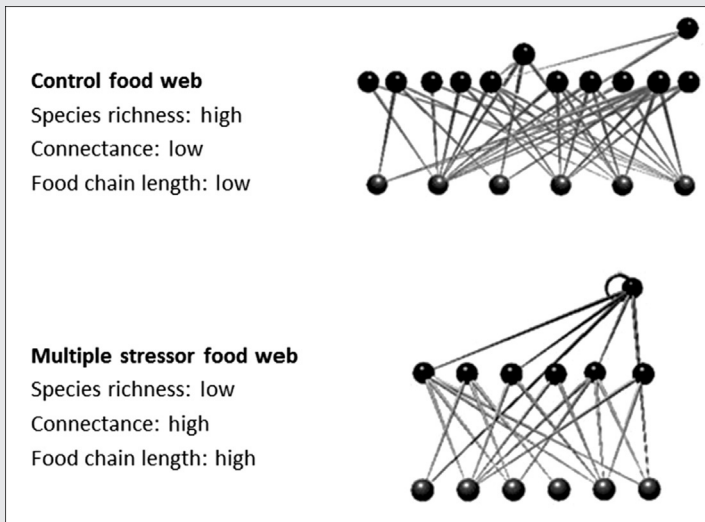 Control food web
Species richness: high
Connectance: low
Food chain length: low
Multiple stressor food web
Species richness: low
Connectance: high
Food chain length: high